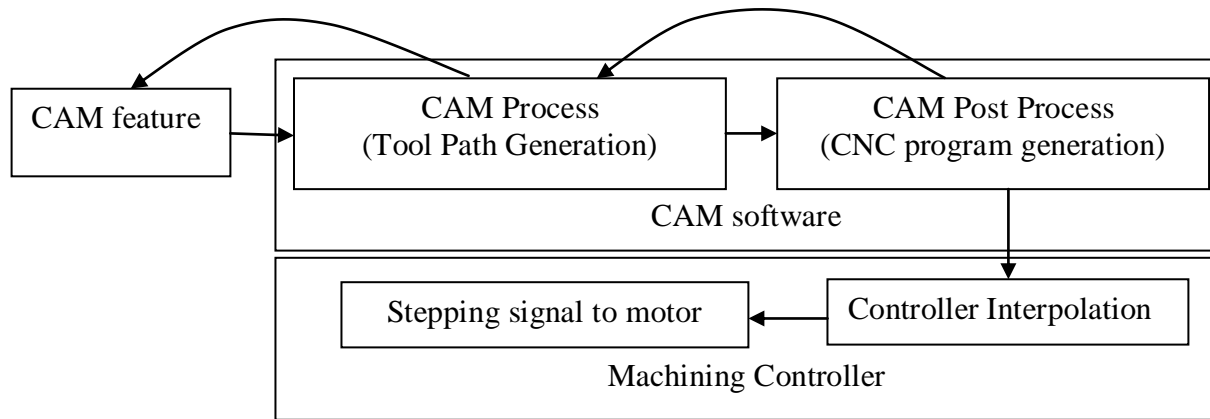 CAM feature
CAM Process
(Tool Path Generation)
CAM Post Process
(CNC program generation)
CAM software
Stepping signal to motor
Controller Interpolation
Machining Controller